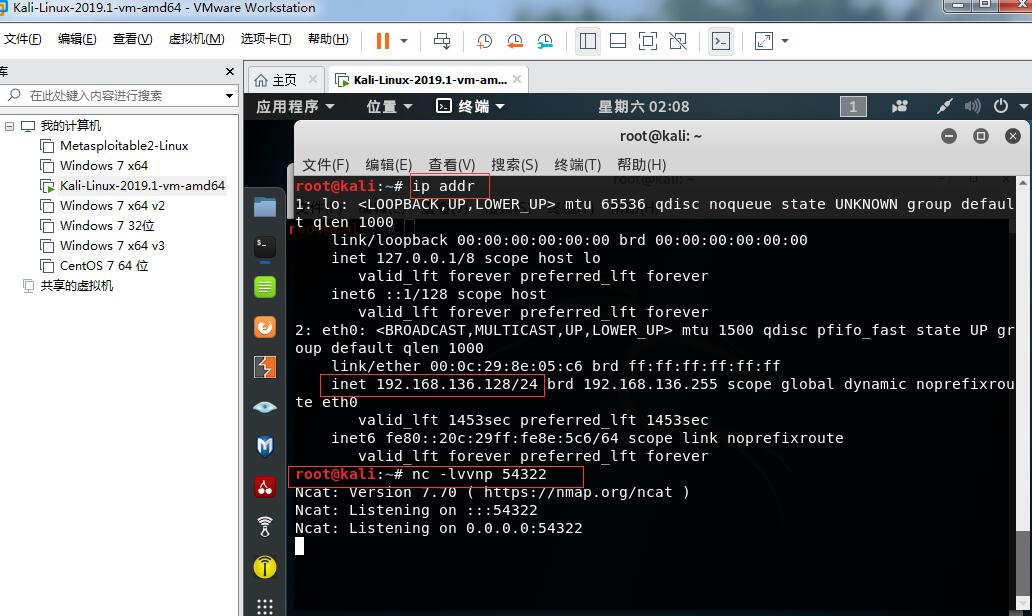 Kali-Linux-2019.1-vm-amd64 - VMware Workstation
文件(F) 编辑(E) 查看(V) 虚拟机(M) 选项卡(T) 帮助(H)
库
在此处键入内容进行搜索
我的计算机
Metasploitable2-Linux
Windows 7 x64
Kali-Linux-2019.1-vm-amd64
Windows 7 x64 v2
Windows 7 32位
Windows 7 x64 v3
CentOS 7 64 位
共享的虚拟机
主页
Kali-Linux-2019.1-vm-am...
应用程序 位置 终端 星期六 02:08 1
root@kali: ~
文件(F) 编辑(E) 查看(V) 搜索(S) 终端(T) 帮助(H)
root@kali:~# ip addr
1: lo: <LOOPBACK,UP,LOWER_UP> mtu 65536 qdisc noqueue state UNKNOWN group defaul
t qlen 1000
link/loopback 00:00:00:00:00:00 brd 00:00:00:00:00:00
inet 127.0.0.1/8 scope host lo
valid_lft forever preferred_lft forever
inet6 ::1/128 scope host
valid_lft forever preferred_lft forever
2: eth0: <BROADCAST,MULTICAST,UP,LOWER_UP> mtu 1500 qdisc pfifo_fast state UP gr
oup default qlen 1000
link/ether 00:0c:29:8e:05:c6 brd ff:ff:ff:ff:ff:ff
inet 192.168.136.128/24 brd 192.168.136.255 scope global dynamic noprefixrou
te eth0
valid_lft 1453sec preferred_lft 1453sec
inet6 fe80::20c:29ff:fe8e:5c6/64 scope link noprefixroute
valid_lft forever preferred_lft forever
root@kali:~# nc -lvvnp 54322
Ncat: Version 7.70 ( https://nmap.org/ncat )
Ncat: Listening on :::54322
Ncat: Listening on 0.0.0.0:54322